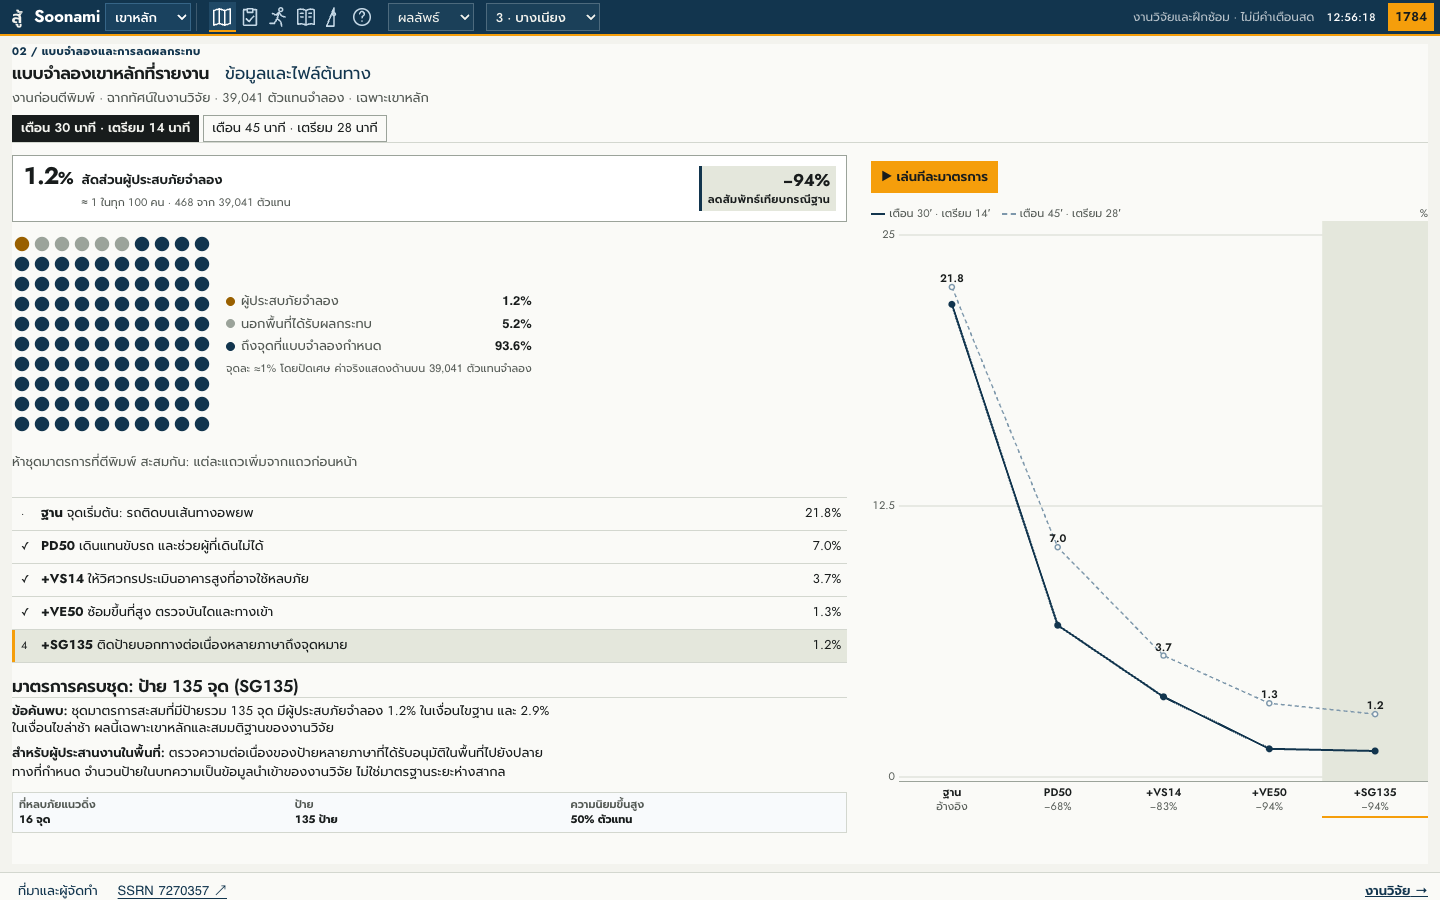 สู้ Soonami เขาหลัก ผลลัพธ์ 3 · บางเนียง งานวิจัยและฝึกซ้อม · ไม่มีคำเตือนสด 12:56:18 1784
02 / แบบจำลองและการลดผลกระทบ
แบบจำลองเขาหลักที่รายงาน ข้อมูลและไฟล์ต้นทาง
งานก่อนตีพิมพ์ · ฉากทัศน์ในงานวิจัย · 39,041 ตัวแทนจำลอง · เฉพาะเขาหลัก
เตือน 30 นาที · เตรียม 14 นาที เตือน 45 นาที · เตรียม 28 นาที
1.2% สัดส่วนผู้ประสบภัยจำลอง
≈ 1 ในทุก 100 คน · 468 จาก 39,041 ตัวแทน
−94%
ลดสัมพัทธ์เทียบกรณีฐาน
ผู้ประสบภัยจำลอง 1.2%
นอกพื้นที่ได้รับผลกระทบ 5.2%
ถึงจุดที่แบบจำลองกำหนด 93.6%
จุดละ ≈1% โดยปัดเศษ ค่าจริงแสดงด้านบน 39,041 ตัวแทนจำลอง
ห้าชุดมาตรการที่ตีพิมพ์ สะสมกัน: แต่ละแถวเพิ่มจากแถวก่อนหน้า
· ฐาน จุดเริ่มต้น: รถติดบนเส้นทางอพยพ 21.8%
✓ PD50 เดินแทนขับรถ และช่วยผู้ที่เดินไม่ได้ 7.0%
✓ +VS14 ให้วิศวกรประเมินอาคารสูงที่อาจใช้หลบภัย 3.7%
✓ +VE50 ซ้อมขึ้นที่สูง ตรวจบันไดและทางเข้า 1.3%
4 +SG135 ติดป้ายบอกทางต่อเนื่องหลายภาษาถึงจุดหมาย 1.2%
มาตรการครบชุด: ป้าย 135 จุด (SG135)
ข้อค้นพบ: ชุดมาตรการสะสมที่มีป้ายรวม 135 จุด มีผู้ประสบภัยจำลอง 1.2% ในเงื่อนไขฐาน และ 2.9%
ในเงื่อนไขล่าช้า ผลนี้เฉพาะเขาหลักและสมมติฐานของงานวิจัย
สำหรับผู้ประสานงานในพื้นที่: ตรวจความต่อเนื่องของป้ายหลายภาษาที่ได้รับอนุมัติในพื้นที่ไปยังปลาย
ทางที่กำหนด จำนวนป้ายในบทความเป็นข้อมูลนำเข้าของงานวิจัย ไม่ใช่มาตรฐานระยะห่างสากล
ที่หลบภัยแนวดิ่ง ป้าย ความนิยมขึ้นสูง
16 จุด 135 ป้าย 50% ตัวแทน
▶ เล่นทีละมาตรการ
เตือน 30′ · เตรียม 14′ เตือน 45′ · เตรียม 28′ %
25
21.8
12.5
7.0
3.7
1.3
1.2
0
ฐาน PD50 +VS14 +VE50 +SG135
อ้างอิง −68% −83% −94% −94%
ที่มาและผู้จัดทำ SSRN 7270357 ↗ งานวิจัย →